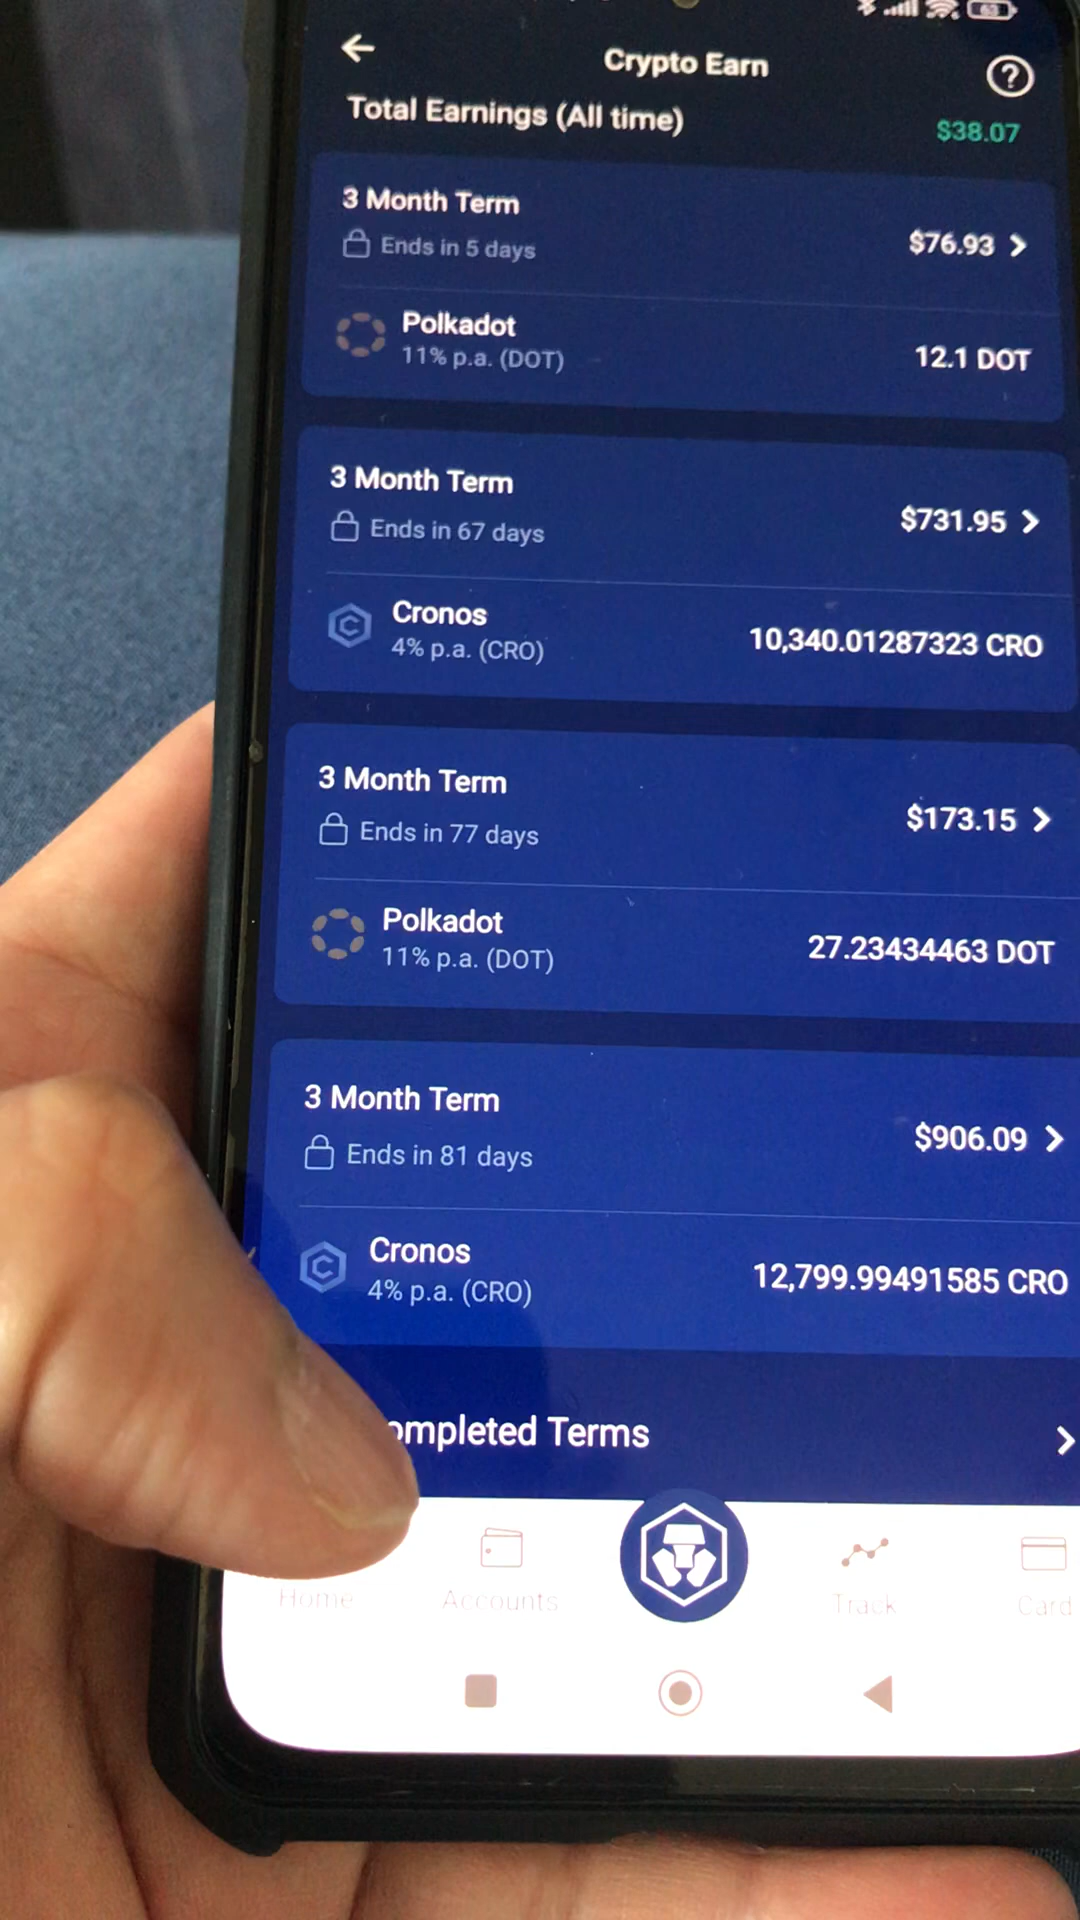 63
Crypto Earn
Total Earnings (All time)
$38.07
3 Month Term
Ends in 5 days
$76.93
Polkadot
11% p.a. (DOT)
12.1 DOT
3 Month Term
Ends in 67 days
$731.95
Cronos
4% p.a. (CRO)
10,340.01287323 CRO
3 Month Term
Ends in 77 days
$173.15
Polkadot
11% p.a. (DOT)
27.23434463 DOT
3 Month Term
Ends in 81 days
$906.09
Cronos
4% p.a. (CRO)
12,799.99491585 CRO
ompleted Terms
Home
Accounts
Track
Card